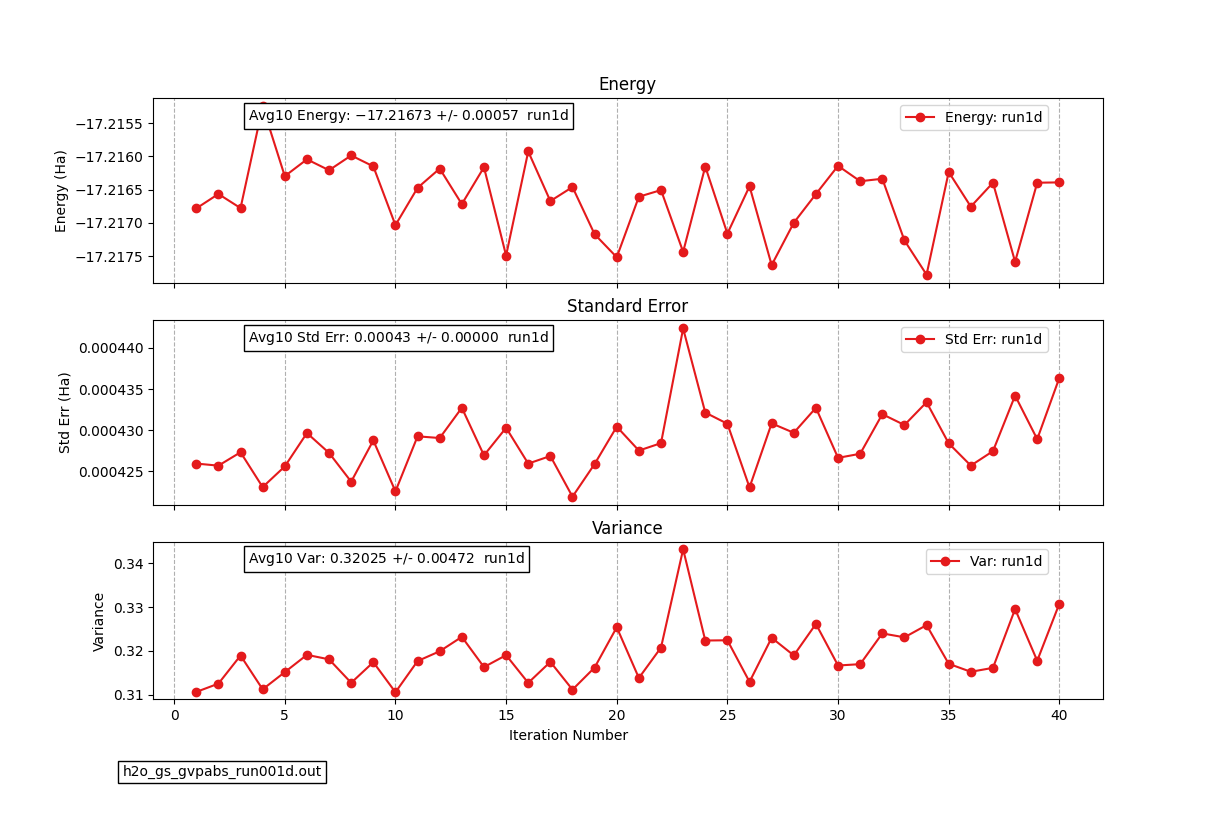 Energy
Avg10 Energy: −17.21673 +/- 0.00057  run1d
Energy: run1d
Energy (Ha)
−17.2155
−17.2160
−17.2165
−17.2170
−17.2175
Standard Error
Avg10 Std Err: 0.00043 +/- 0.00000  run1d
Std Err: run1d
Std Err (Ha)
0.000440
0.000435
0.000430
0.000425
Variance
Avg10 Var: 0.32025 +/- 0.00472  run1d
Var: run1d
Variance
0.34
0.33
0.32
0.31
0 5 10 15 20 25 30 35 40
Iteration Number
h2o_gs_gvpabs_run001d.out